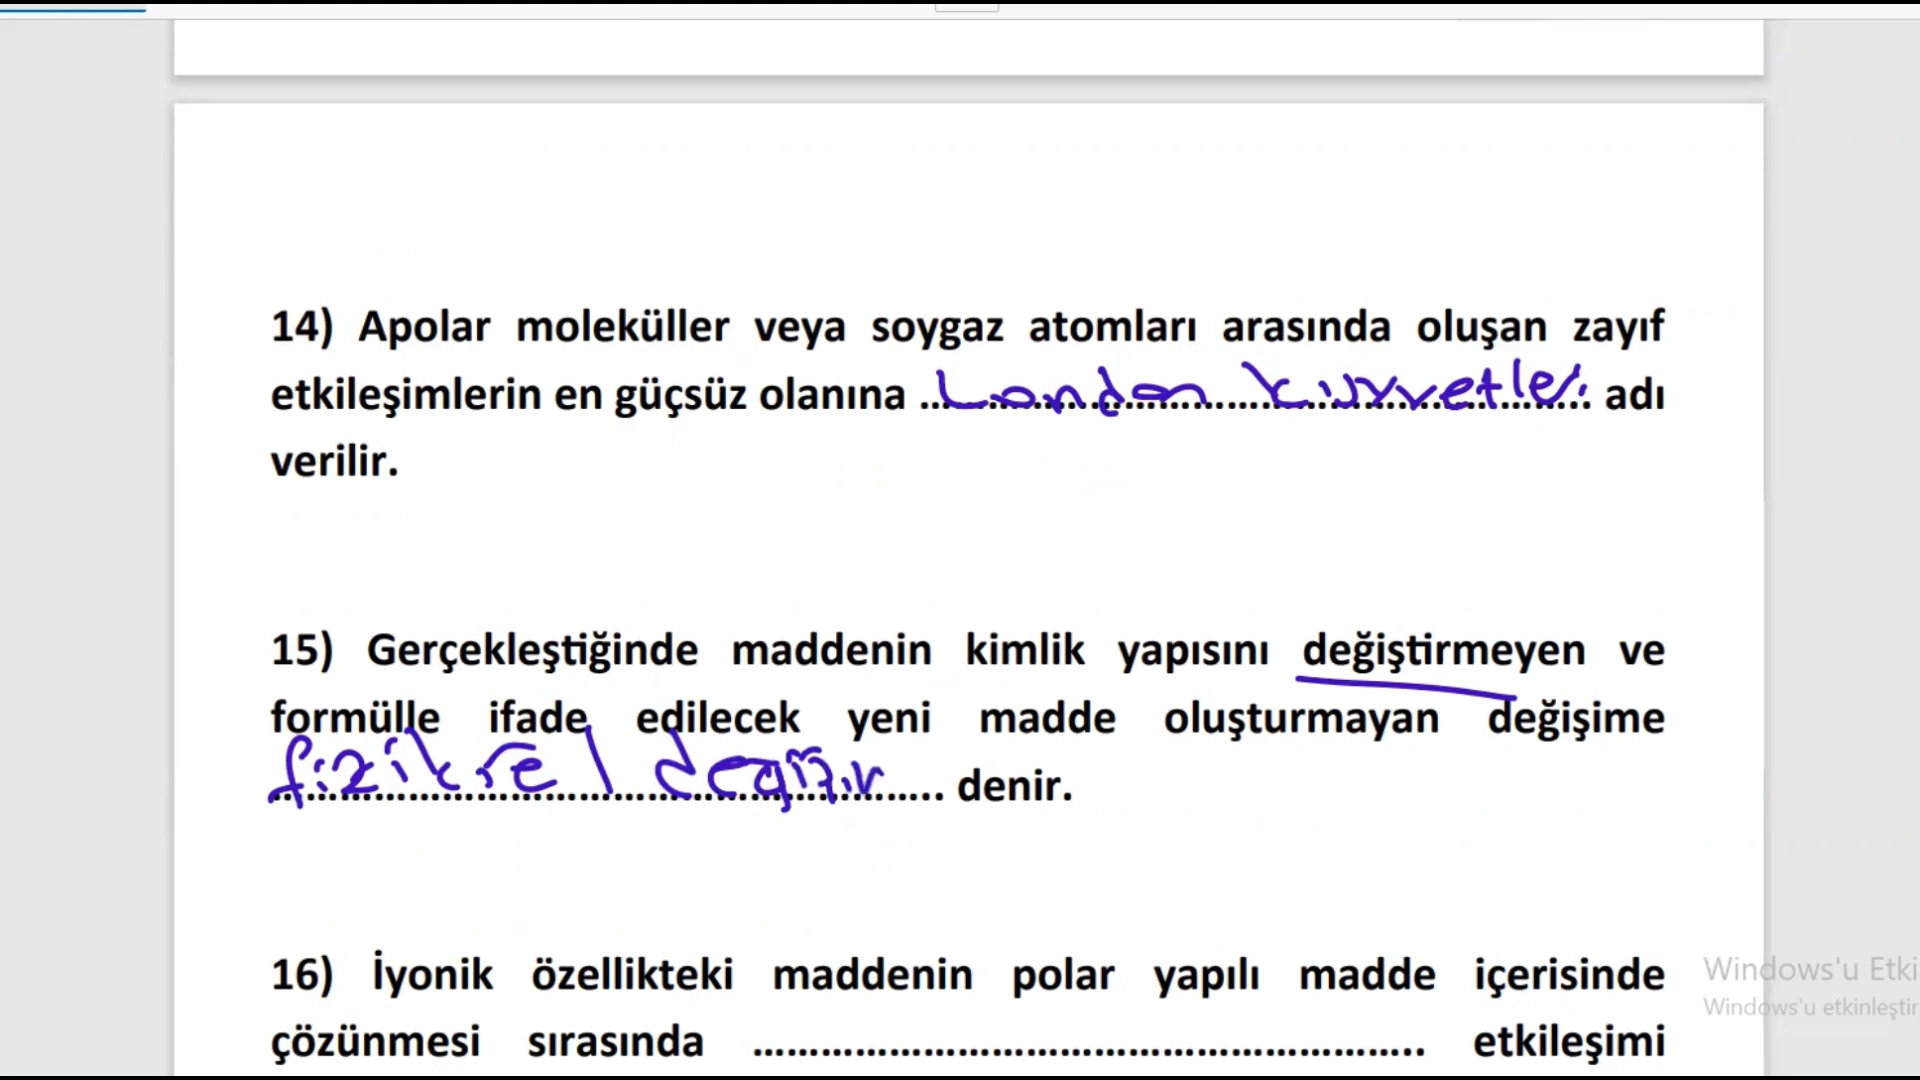 14) Apolar moleküller veya soygaz atomları arasında oluşan zayıf
etkileşimlerin en güçsüz olanına ...London kuvvetleri... adı
verilir.
15) Gerçekleştiğinde maddenin kimlik yapısını değiştirmeyen ve
formülle ifade edilecek yeni madde oluşturmayan değişime
fiziksel değişim.. denir.
16) İyonik özellikteki maddenin polar yapılı madde içerisinde
çözünmesi sırasında ………………………………………………….. etkileşimi
Windows'u Etki
Windows'u etkinleştir